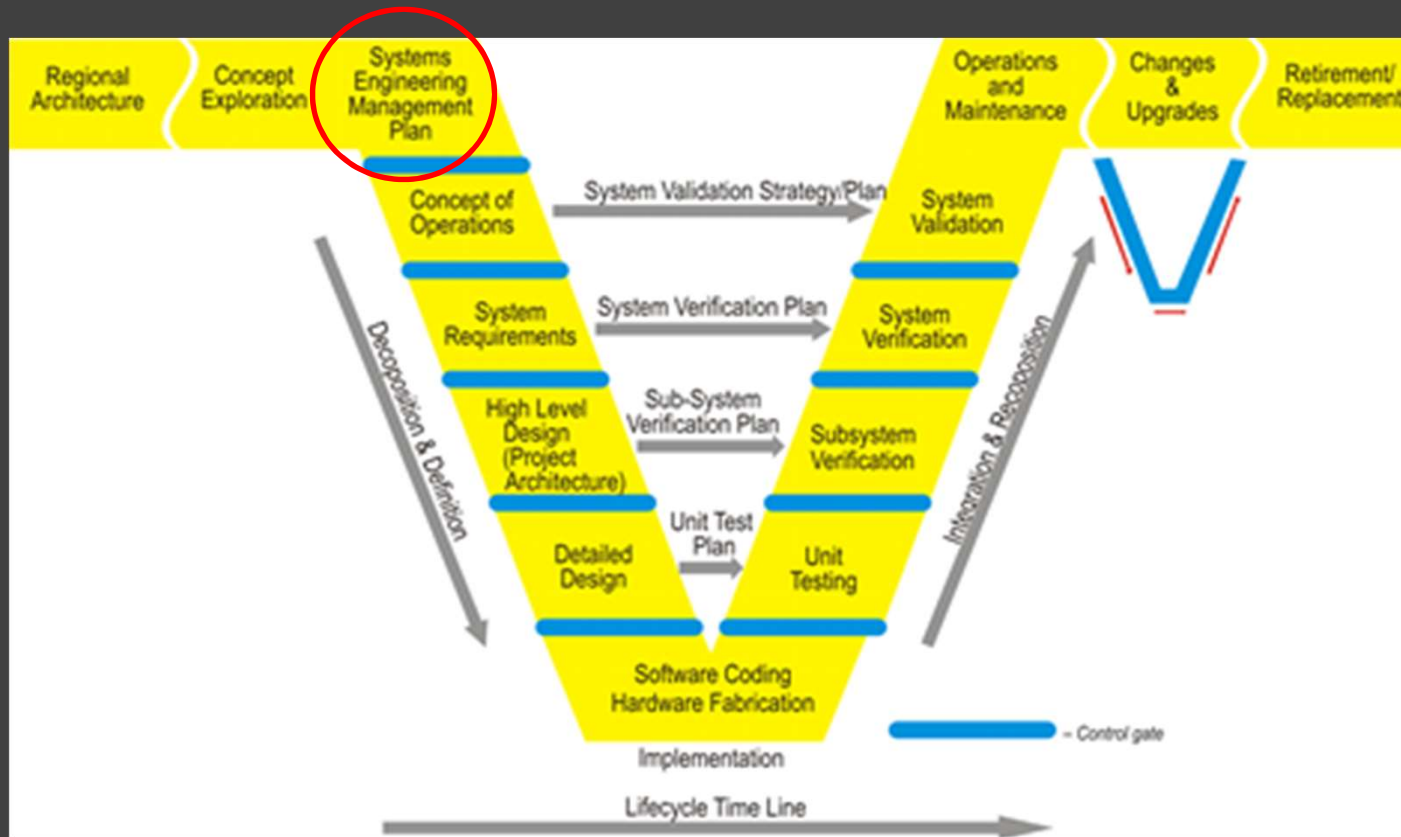 Regional
Architecture
Concept
Exploration
Systems
Engineering
Management
Plan
Operations
and
Maintenance
Changes
&
Upgrades
Retirement/
Replacement
Concept of
Operations
System Validation Strategy/Plan
System
Validation
System
Requirements
System Verification Plan
System
Verification
High Level
Design
(Project
Architecture)
Sub-System
Verification Plan
Subsystem
Verification
Detailed
Design
Unit Test
Plan
Unit
Testing
Decoposition & Definition
Integration & Recoposition
Software Coding
Hardware Fabrication
Implementation
– Control gate
Lifecycle Time Line